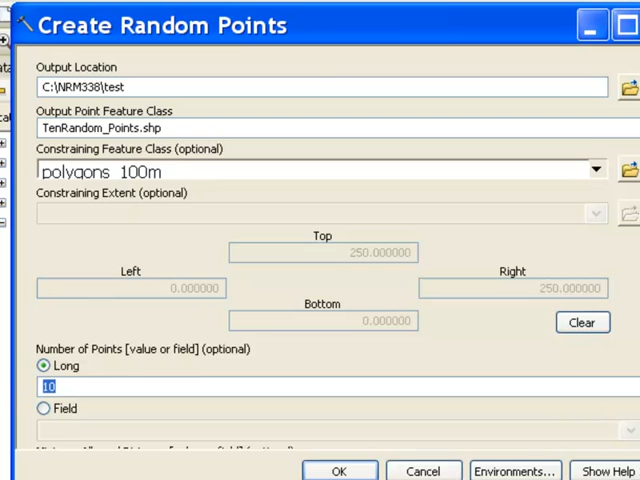 Create Random Points
Output Location
C:\NRM338\test
Output Point Feature Class
TenRandom_Points.shp
Constraining Feature Class (optional)
polygons_100m
Constraining Extent (optional)
Top
250.000000
Left
Right
0.000000
250.000000
Bottom
0.000000
Clear
Number of Points [value or field] (optional)
Long
10
Field
OK
Cancel
Environments...
Show Help